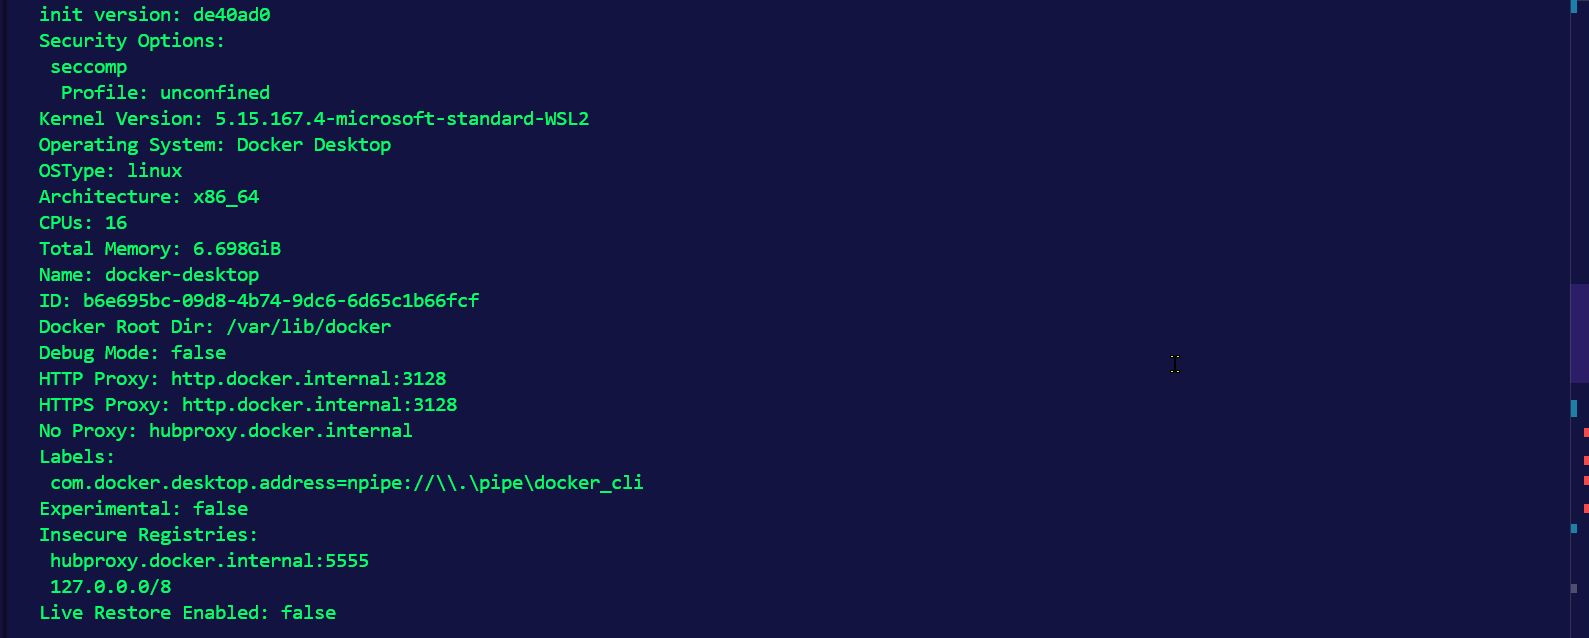 init version: de40ad0
Security Options:
seccomp
Profile: unconfined
Kernel Version: 5.15.167.4-microsoft-standard-WSL2
Operating System: Docker Desktop
OSType: linux
Architecture: x86_64
CPUs: 16
Total Memory: 6.698GiB
Name: docker-desktop
ID: b6e695bc-09d8-4b74-9dc6-6d65c1b66fcf
Docker Root Dir: /var/lib/docker
Debug Mode: false
HTTP Proxy: http.docker.internal:3128
HTTPS Proxy: http.docker.internal:3128
No Proxy: hubproxy.docker.internal
Labels:
com.docker.desktop.address=npipe://\\.\pipe\docker_cli
Experimental: false
Insecure Registries:
hubproxy.docker.internal:5555
127.0.0.0/8
Live Restore Enabled: false